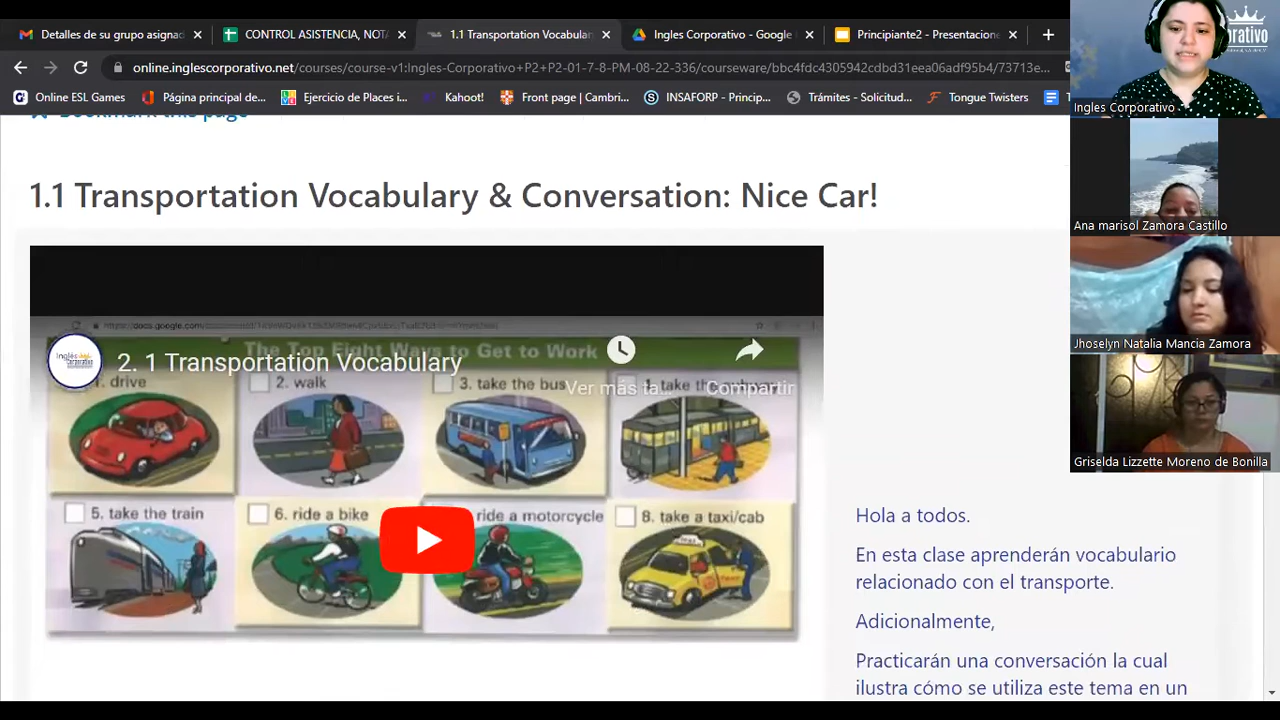 Detalles de su grupo asignad
CONTROL ASISTENCIA, NOTA
1.1 Transportation Vocabular
Ingles Corporativo - Google
Principiante2 - Presentacione
online.inglescorporativo.net/courses/course-v1:Ingles-Corporativo+P2+P2-01-7-8-PM-08-22-336/courseware/bbc4fd24305942cdbd31eea06adf95b4/73713e...
Online ESL Games
Página principal de...
Ejercicio de Places i...
Kahoot!
Front page | Cambri...
INSAFORP - Princip...
Trámites - Solicitud...
Tongue Twisters
Bookmark this page
1.1 Transportation Vocabulary & Conversation: Nice Car!
The Top Eight Ways to Get to Work
2. 1 Transportation Vocabulary
Ver más ta...
Compartir
1. drive
2. walk
3. take the bus
5. take the train
6. ride a bike
ride a motorcycle
8. take a taxi/cab
Hola a todos.
En esta clase aprenderán vocabulario
relacionado con el transporte.
Adicionalmente,
Practicarán una conversación la cual
ilustra cómo se utiliza este tema en un
Ingles Corporativo
Ana marisol Zamora Castillo
Jhoselyn Natalia Mancia Zamora
Griselda Lizzette Moreno de Bonilla